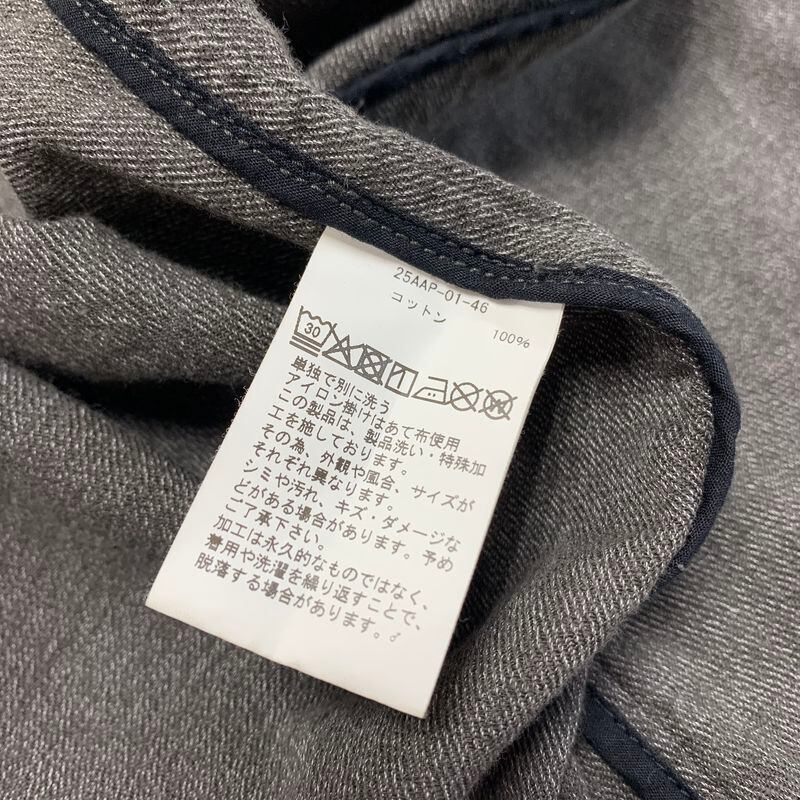 25AAP-01-46
コットン 100%
30
単独で別に洗う
アイロン掛けはあて布使用
この製品は、製品洗い・特殊加
工を施しております。
その為、外観や風合、サイズが
それぞれ異なります。
シミや汚れ、キズ・ダメージな
どがある場合があります。予め
ご了承下さい。
加工は永久的なものではなく、
着用や洗濯を繰り返すことで、
脱落する場合があります。♂